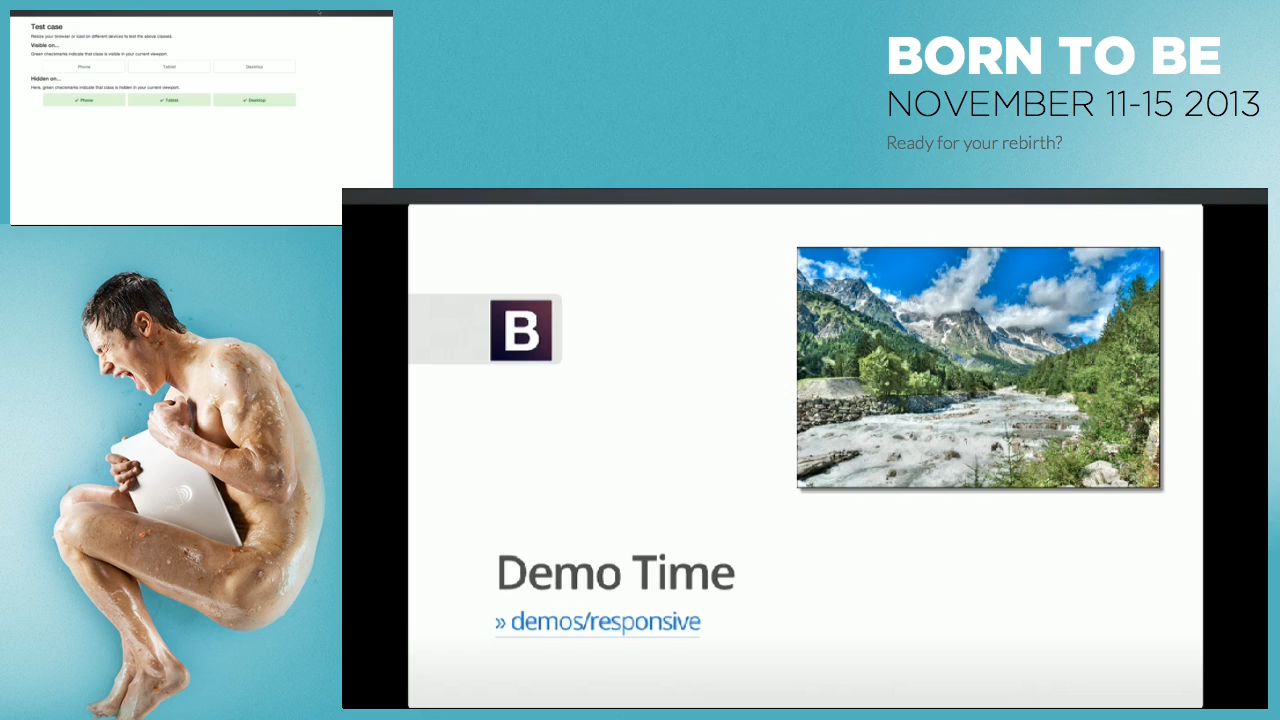 Test case
Resize your browser or load on different devices to test the above classes.
Visible on...
Green checkmarks indicate that class is visible in your current viewport.
Phone Tablet Desktop
Hidden on...
Here, green checkmarks indicate that class is hidden in your current viewport.
✓ Phone ✓ Tablet ✓ Desktop
BORN TO BE
NOVEMBER 11-15 2013
Ready for your rebirth?
B
Demo Time
» demos/responsive